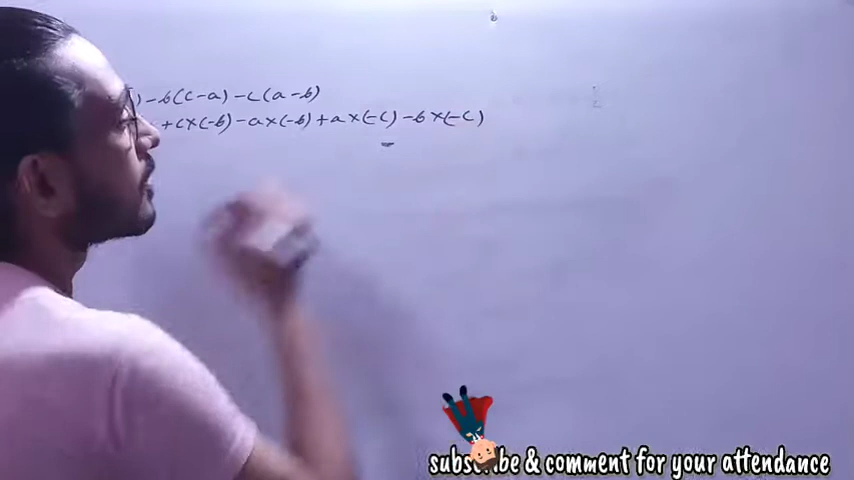 ) -b(c-a) -c(a-b)
+c×(-b) -a×(-b) +a×(-c) -b×(-c)
subscribe & comment for your attendance